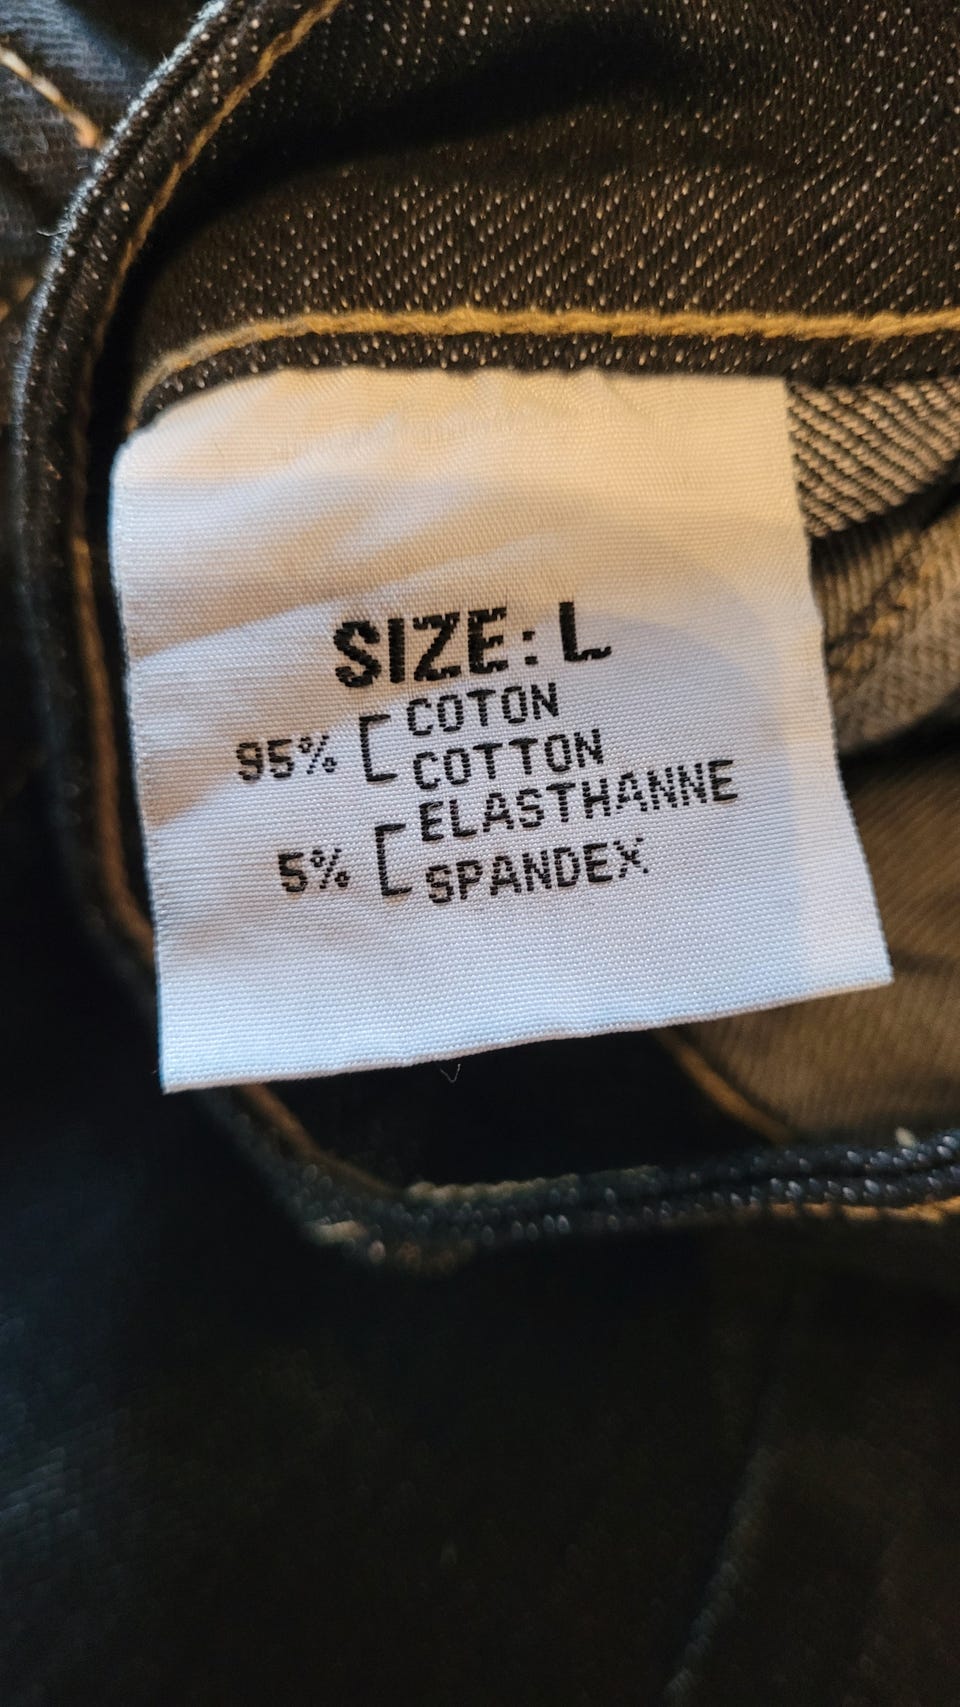 SIZE: L
95% [ COTON
COTTON
5% [ ELASTHANNE
SPANDEX